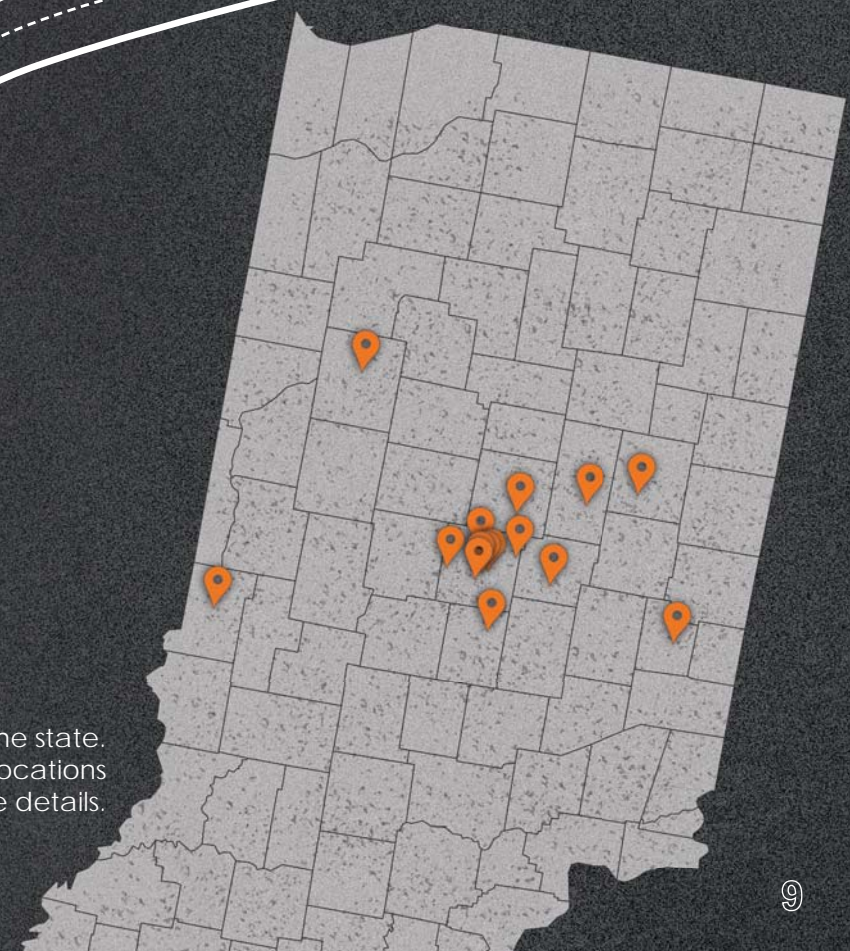 he state.
ocations
e details.
9